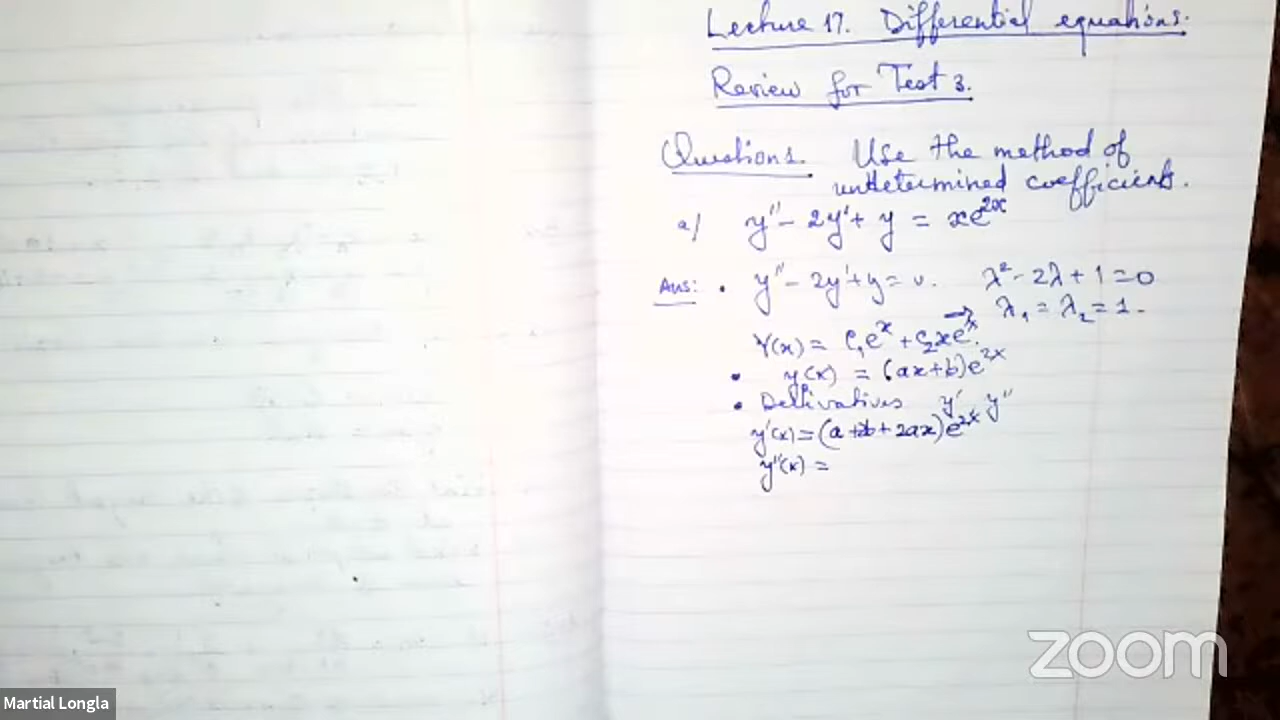 Lecture 17. Differential equations.
Review for Test 3.
Questions. Use the method of
undetermined coefficients.
a/ y'' - 2y' + y = xe^{2x}
Ans: • y'' - 2y' + y = 0. λ² - 2λ + 1 = 0
→ λ₁ = λ₂ = 1.
Y(x) = C₁e^x + C₂xe^x.
• y(x) = (ax+b)e^{2x}
• Derivatives y' y''
y'(x) = (a + 2b + 2ax)e^{2x}
y''(x) =
zoom
Martial Longla